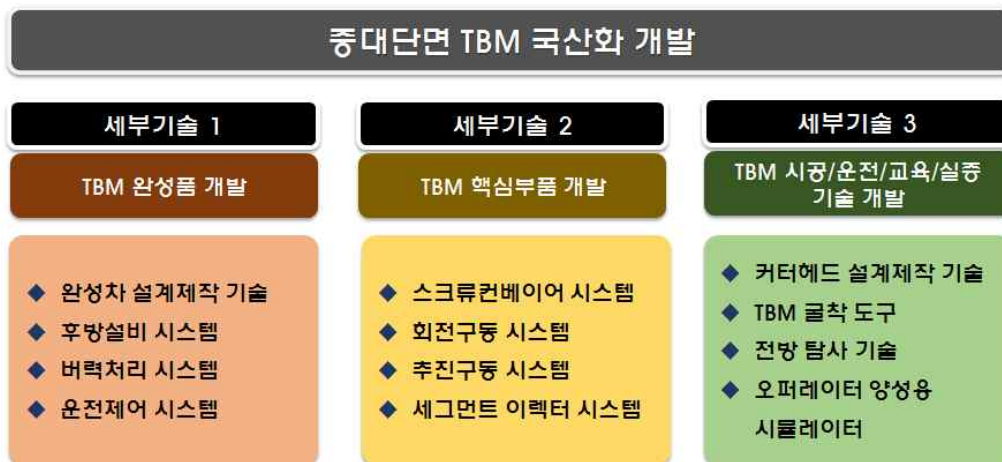 중대단면 TBM 국산화 개발
세부기술 1
TBM 완성품 개발
◆ 완성차 설계제작 기술
◆ 후방설비 시스템
◆ 버력처리 시스템
◆ 운전제어 시스템
세부기술 2
TBM 핵심부품 개발
◆ 스크류컨베이어 시스템
◆ 회전구동 시스템
◆ 추진구동 시스템
◆ 세그먼트 이렉터 시스템
세부기술 3
TBM 시공/운전/교육/실증
기술 개발
◆ 커터헤드 설계제작 기술
◆ TBM 굴착 도구
◆ 전방 탐사 기술
◆ 오퍼레이터 양성용
시뮬레이터